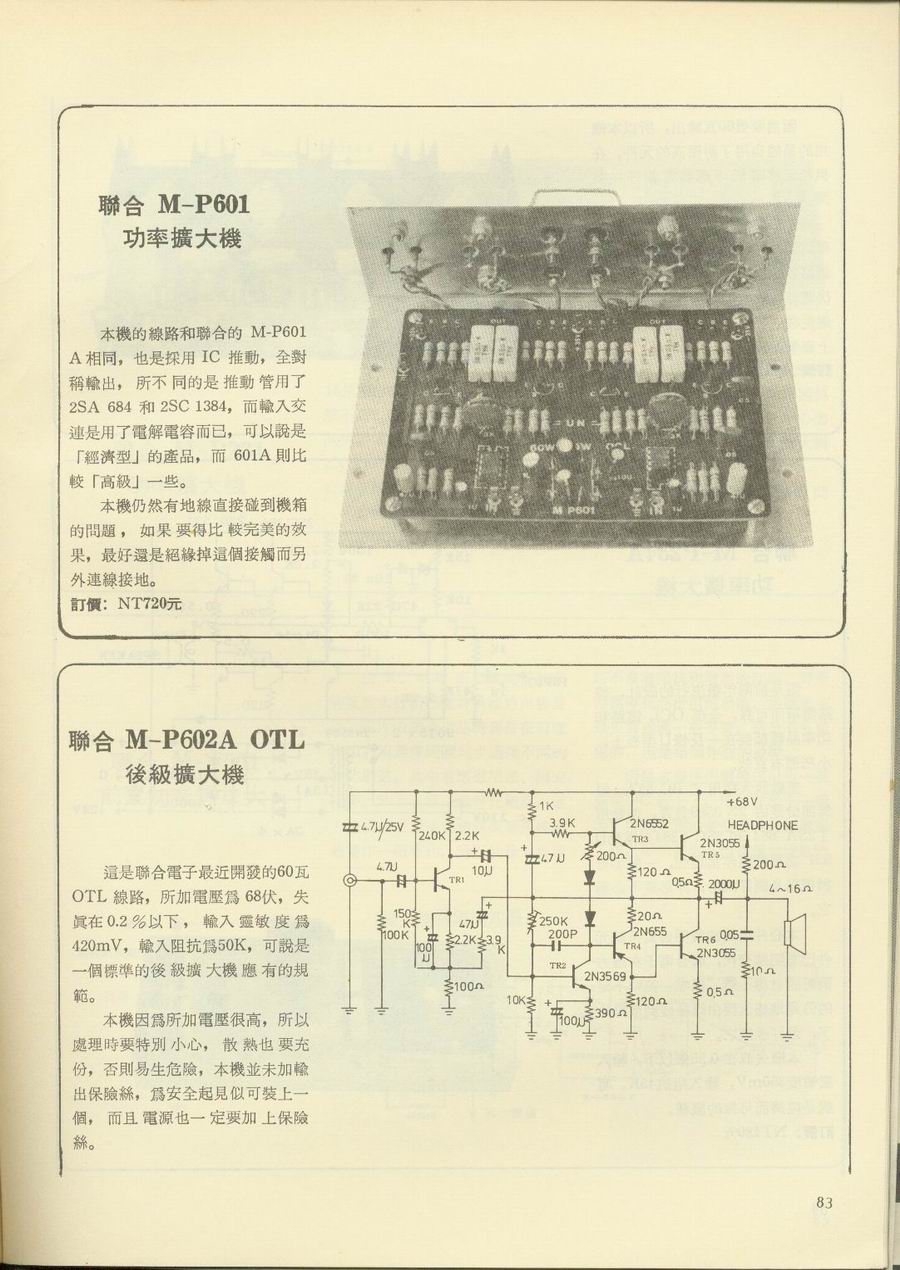 聯合 M-P601
功率擴大機
本機的線路和聯合的 M-P601
A 相同，也是採用 IC 推動，全對
稱輸出，所不同的是推動管用了
2SA 684 和 2SC 1384，而輸入交
連是用了電解電容而已，可以說是
「經濟型」的產品，而 601A 則比
較「高級」一些。
本機仍然有地線直接碰到機箱
的問題，如果要得比較完美的效
果，最好還是絕緣掉這個接觸而另
外連線接地。
訂價：NT720元
OUT
OUT
UN
60W
M P601
聯合 M-P602A OTL
後級擴大機
這是聯合電子最近開發的60瓦
OTL 線路，所加電壓爲 68伏，失
眞在 0.2 %以下，輸入靈敏度爲
420mV，輸入阻抗爲50K，可說是
一個標準的後級擴大機應有的規
範。
本機因爲所加電壓很高，所以
處理時要特別小心，散熱也要充
份，否則易生危險，本機並未加輸
出保險絲，爲安全起見似可裝上一
個，而且電源也一定要加上保險
絲。
+68V
1K
4.7U/25V
240K
2.2K
3.9K
2N6552
TR3
HEADPHONE
2N3055
TR5
4.7U
10U
+
47U
200Ω
120Ω
0.5Ω
2000U
200Ω
4~16Ω
TR1
150K
100K
100U
2.2K
47U
3.9K
250K
200P
20Ω
2N655
TR4
TR6
2N3055
0.05
10Ω
TR2
2N3569
100Ω
10K
100U
390Ω
120Ω
0.5Ω
83